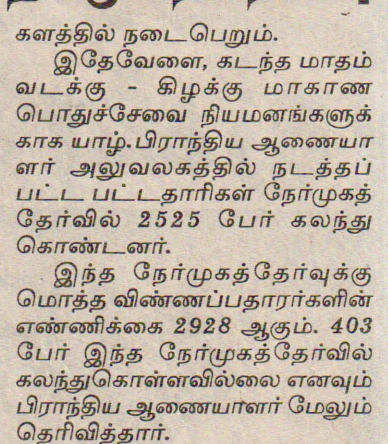 களத்தில் நடைபெறும்.
இதேவேளை, கடந்த மாதம்
வடக்கு - கிழக்கு மாகாண
பொதுச்சேவை நியமனங்களுக்
காக யாழ்.பிராந்திய ஆணையா
ளர் அலுவலகத்தில் நடத்தப்
பட்ட பட்டதாரிகள் நேர்முகத்
தேர்வில் 2525 பேர் கலந்து
கொண்டனர்.
இந்த நேர்முகத்தேர்வுக்கு
மொத்த விண்ணப்பதாரர்களின்
எண்ணிக்கை 2928 ஆகும். 403
பேர் இந்த நேர்முகத்தேர்வில்
கலந்துகொள்ளவில்லை எனவும்
பிராந்திய ஆணையாளர் மேலும்
தெரிவித்தார்.